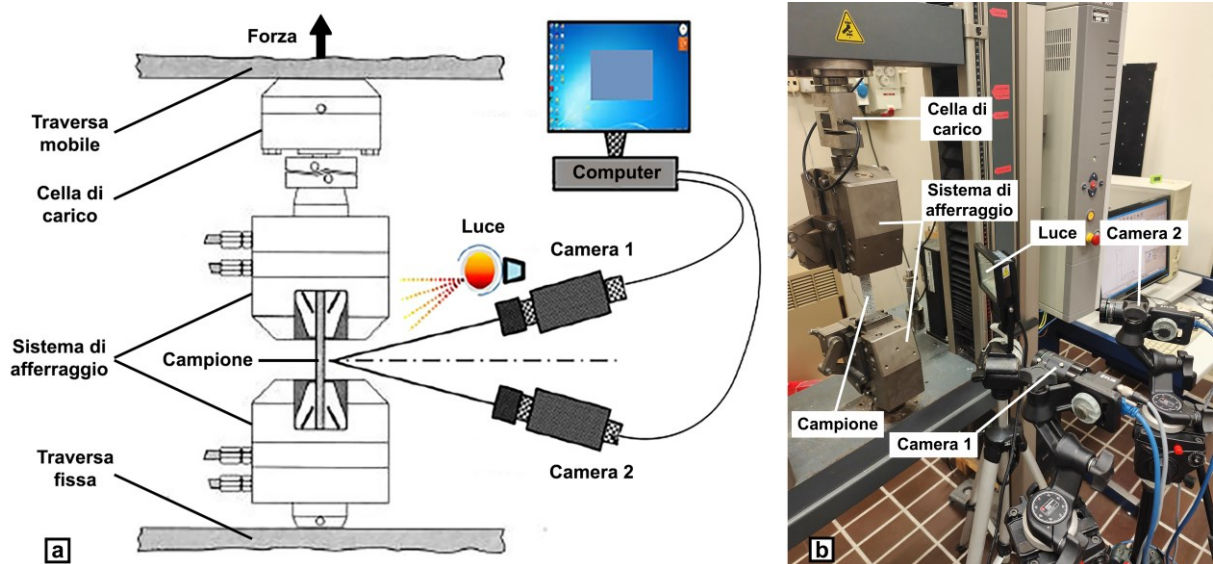 Forza
Traversa
mobile
Cella di
carico
Computer
Luce
Camera 1
Sistema di
afferraggio
Campione
Camera 2
Traversa
fissa
a
Cella di
carico
Sistema di
afferraggio
Luce
Camera 2
Campione
Camera 1
b